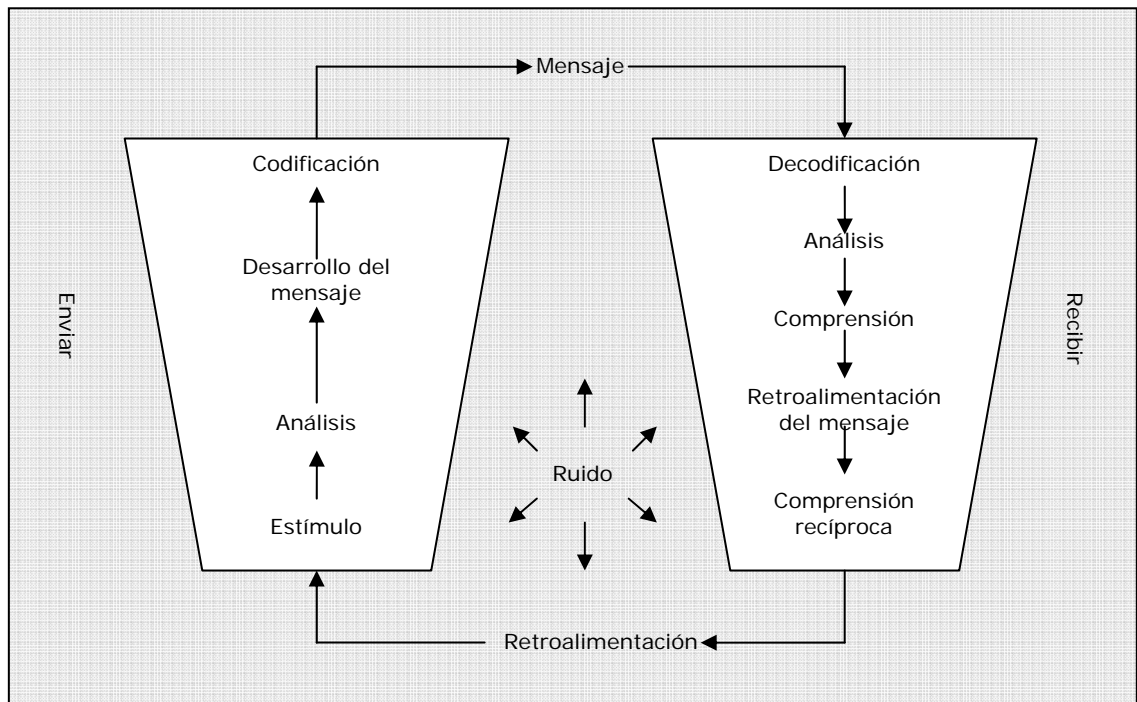 Mensaje
Codificación
Desarrollo del
mensaje
Análisis
Estímulo
Enviar
Ruido
Decodificación
Análisis
Comprensión
Retroalimentación
del mensaje
Comprensión
recíproca
Recibir
Retroalimentación